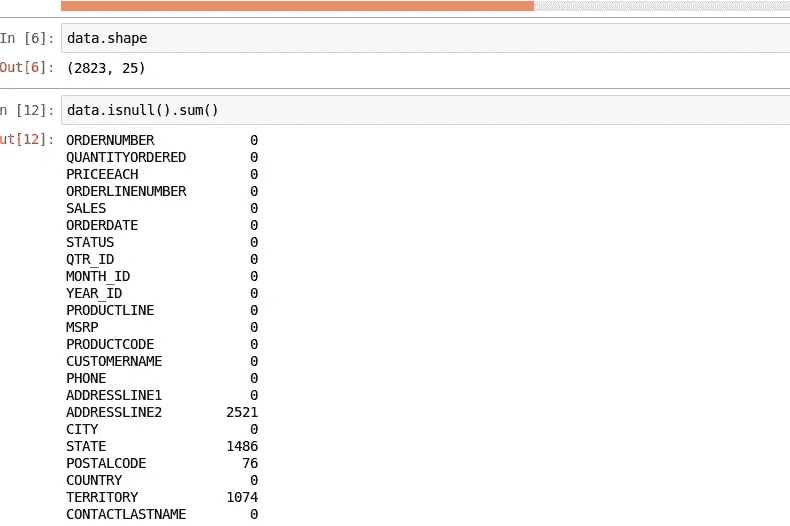 In [6]: data.shape
Out[6]: (2823, 25)
n [12]: data.isnull().sum()
ut[12]: ORDERNUMBER 0
QUANTITYORDERED 0
PRICEEACH 0
ORDERLINENUMBER 0
SALES 0
ORDERDATE 0
STATUS 0
QTR_ID 0
MONTH_ID 0
YEAR_ID 0
PRODUCTLINE 0
MSRP 0
PRODUCTCODE 0
CUSTOMERNAME 0
PHONE 0
ADDRESSLINE1 0
ADDRESSLINE2 2521
CITY 0
STATE 1486
POSTALCODE 76
COUNTRY 0
TERRITORY 1074
CONTACTLASTNAME 0